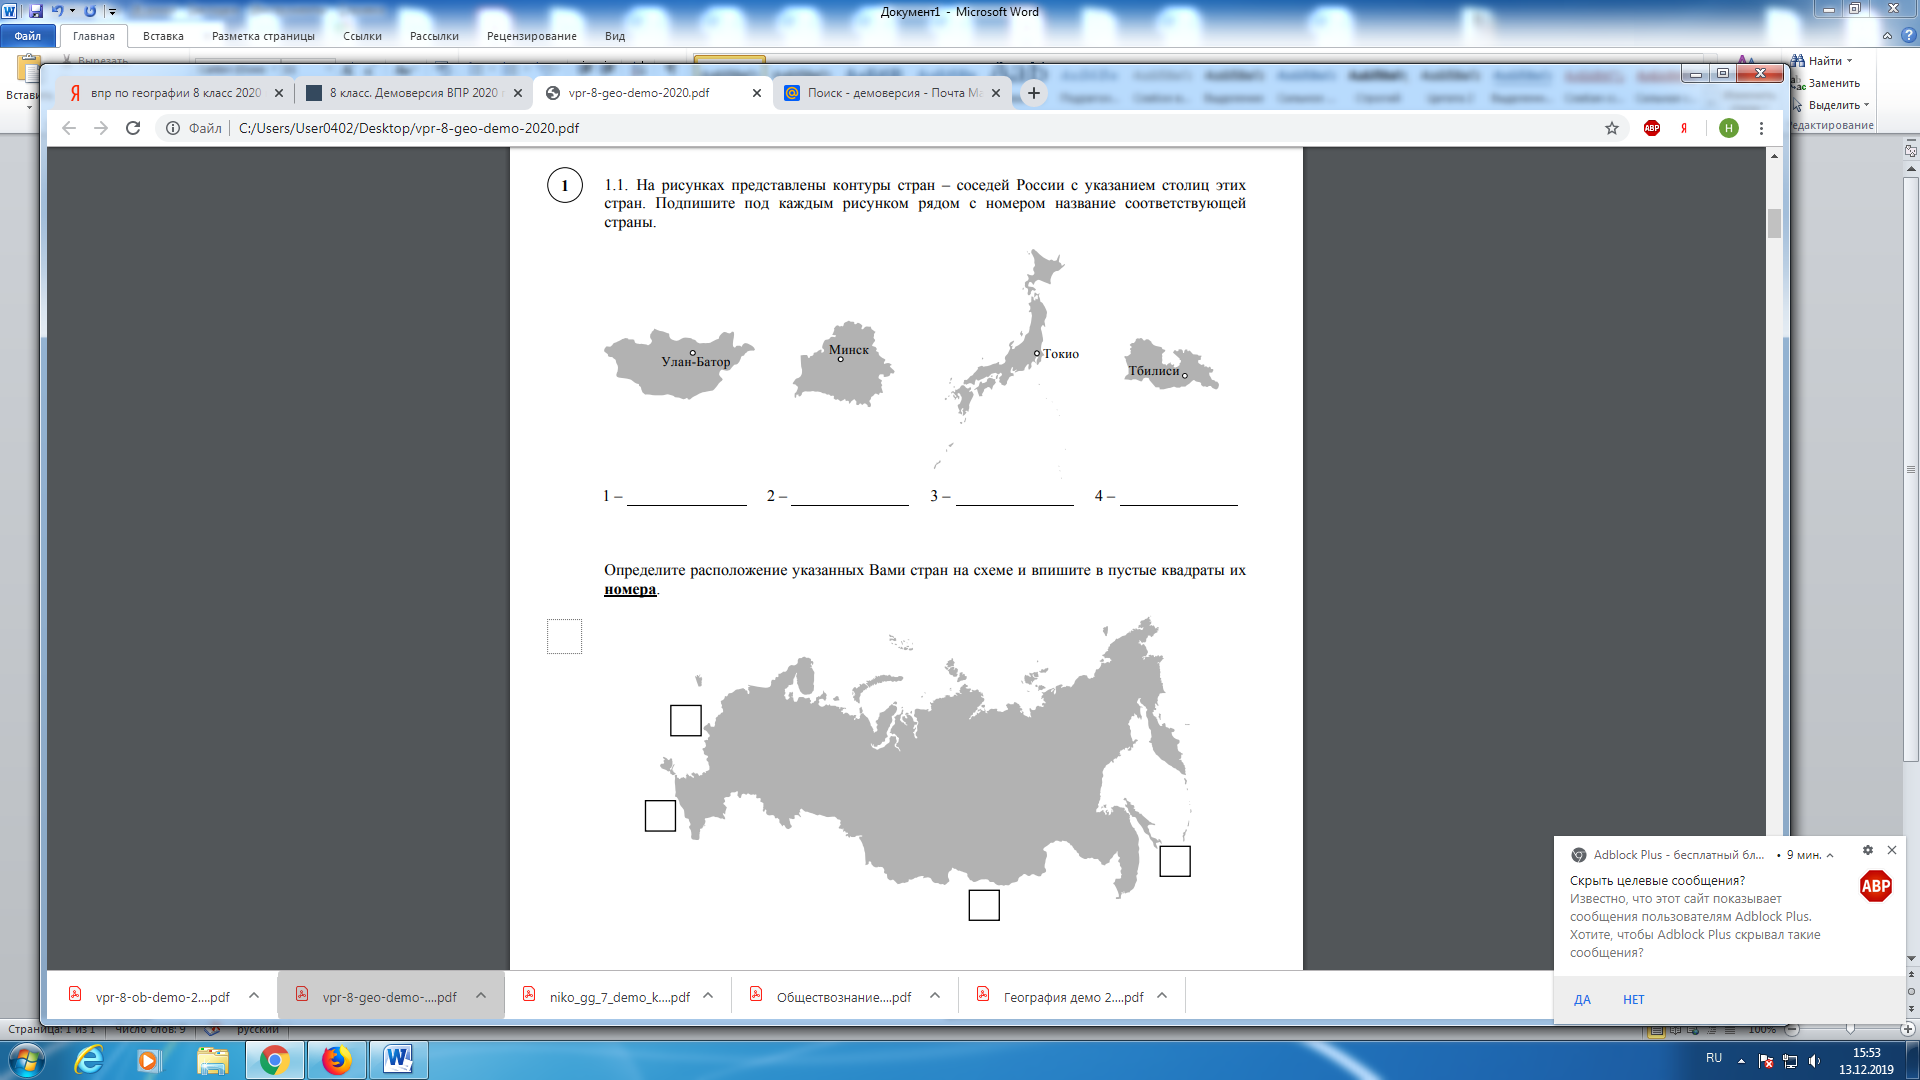 Документ1 - Microsoft Word
Файл Главная Вставка Разметка страницы Ссылки Рассылки Рецензирование Вид
Вырезать
Найти
Заменить
Выделить
впр по географии 8 класс 2020
8 класс. Демоверсия ВПР 2020
vpr-8-geo-demo-2020.pdf
Поиск - демоверсия - Почта Ma
Файл C:/Users/User0402/Desktop/vpr-8-geo-demo-2020.pdf
ABP Я Н
1
1.1. На рисунках представлены контуры стран – соседей России с указанием столиц этих
стран. Подпишите под каждым рисунком рядом с номером название соответствующей
страны.
Улан-Батор
Минск
Токио
Тбилиси
1 – 2 – 3 – 4 –
Определите расположение указанных Вами стран на схеме и впишите в пустые квадраты их
номера.
Adblock Plus - бесплатный бл... • 9 мин.
Скрыть целевые сообщения?
Известно, что этот сайт показывает
сообщения пользователям Adblock Plus.
Хотите, чтобы Adblock Plus скрывал такие
сообщения?
ABP
ДА НЕТ
vpr-8-ob-demo-2....pdf
vpr-8-geo-demo-....pdf
niko_gg_7_demo_k....pdf
Обществознание....pdf
География демо 2....pdf
Страница: 1 из 1 Число слов: 9 русский 100%
RU
15:53
13.12.2019